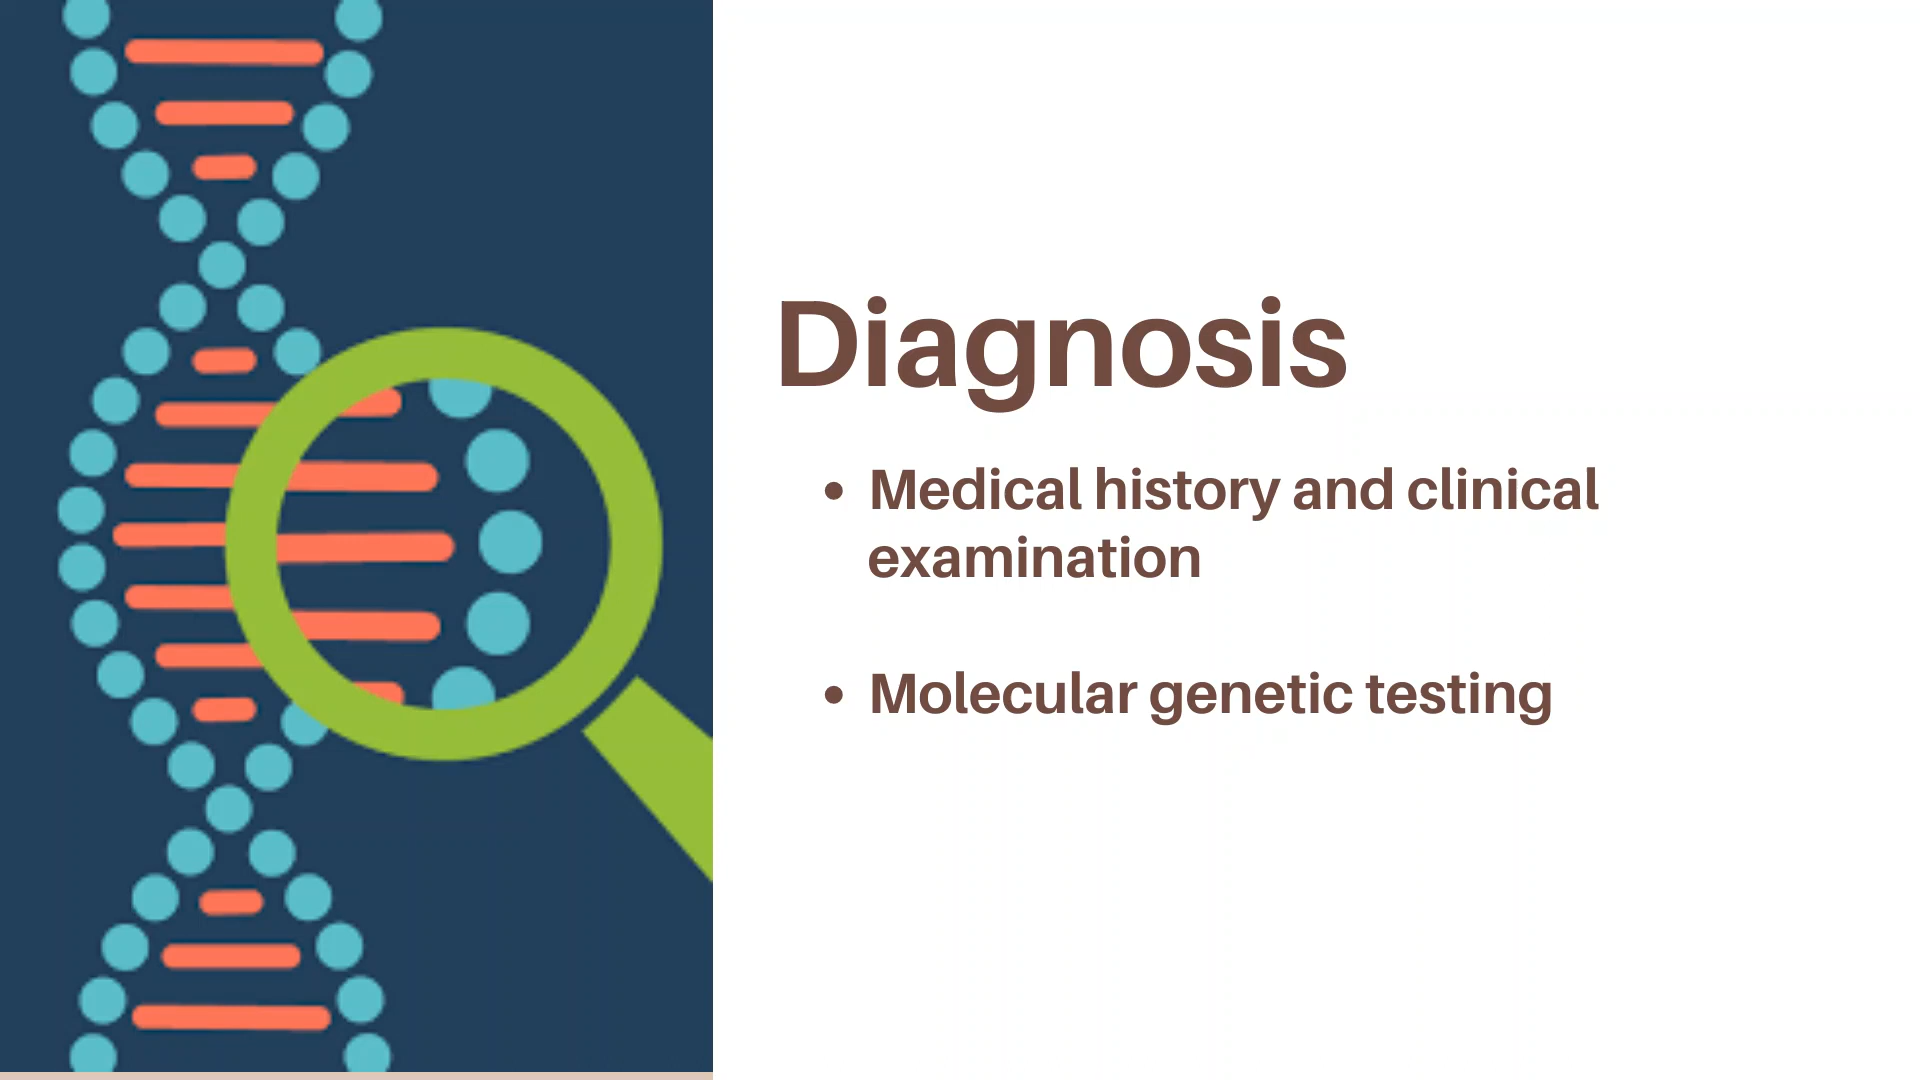 Diagnosis
• Medical history and clinical
examination
• Molecular genetic testing